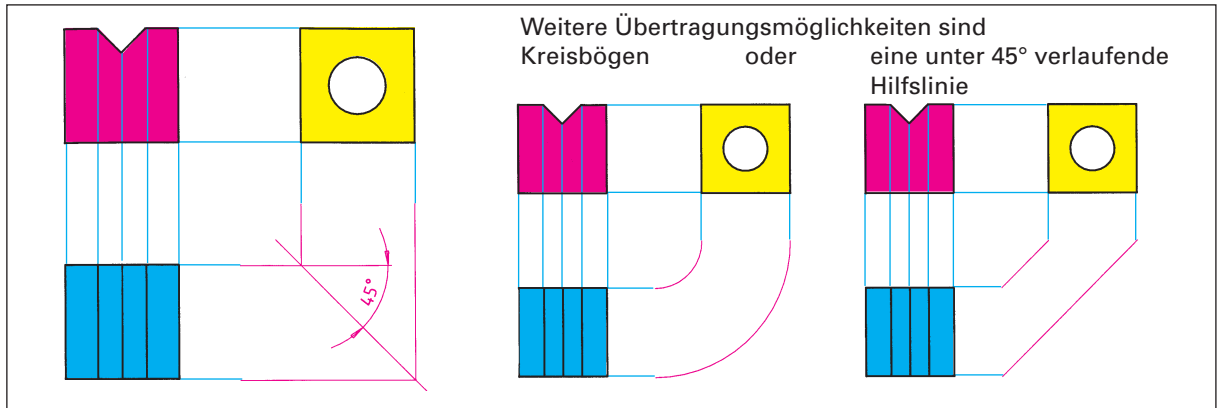 Weitere Übertragungsmöglichkeiten sind
Kreisbögen oder eine unter 45° verlaufende
Hilfslinie
45°